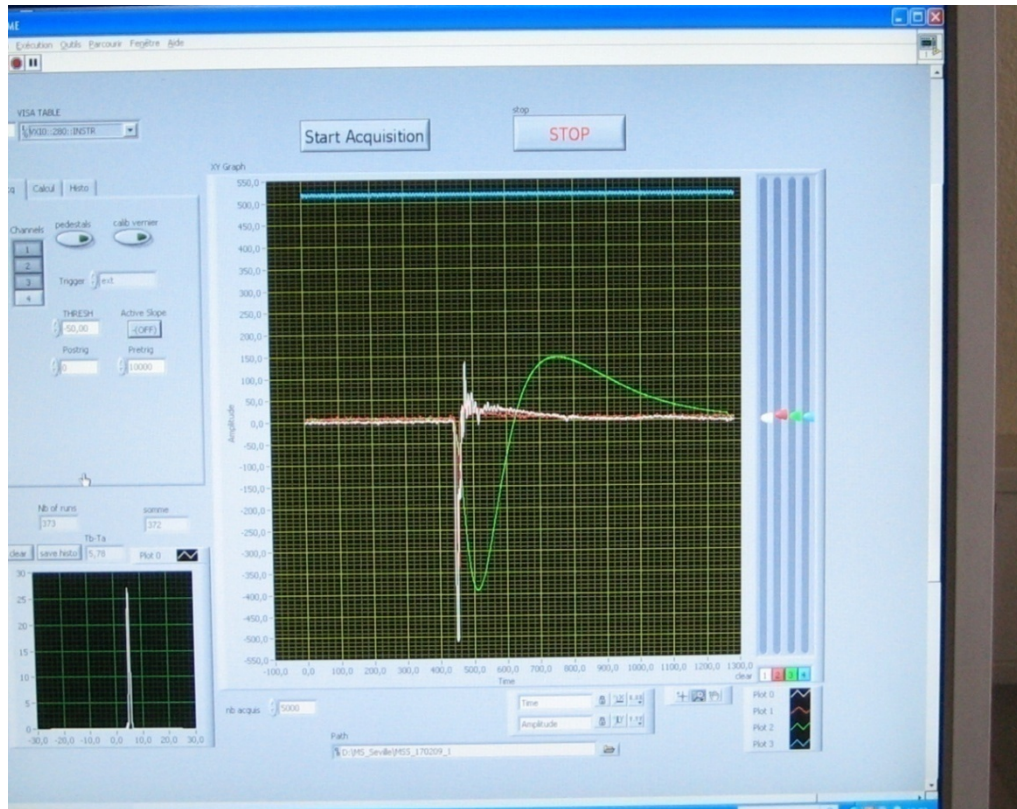 ME
Exécution Outils Parcourir Fenêtre Aide
VISA TABLE
VXI0::280::INSTR
stop
Start Acquisition
STOP
XY Graph
Calcul Histo
Channels
pedestals
calib vernier
1
2
3
4
Trigger
ext
THRESH
Active Slope
-50,00
-(OFF)
Postrig
Pretrig
0
10000
550,0
500,0
450,0
400,0
350,0
300,0
250,0
200,0
150,0
100,0
50,0
0,0
-50,0
-100,0
-150,0
-200,0
-250,0
-300,0
-350,0
-400,0
-450,0
-500,0
-550,0
Amplitude
-100,0 0,0 100,0 200,0 300,0 400,0 500,0 600,0 700,0 800,0 900,0 1000,0 1100,0 1200,0 1300,0
Time
clear
1 2 3 4
Nb of runs
somme
373
372
Tb-Ta
clear
save histo
5,78
Plot 0
30
25
20
15
10
5
0
-30,0 -20,0 -10,0 0,0 10,0 20,0 30,0
nb acquis
5000
Time
Amplitude
Plot 0
Plot 1
Plot 2
Plot 3
Path
D:\MS_Seville\MSS_170209_1